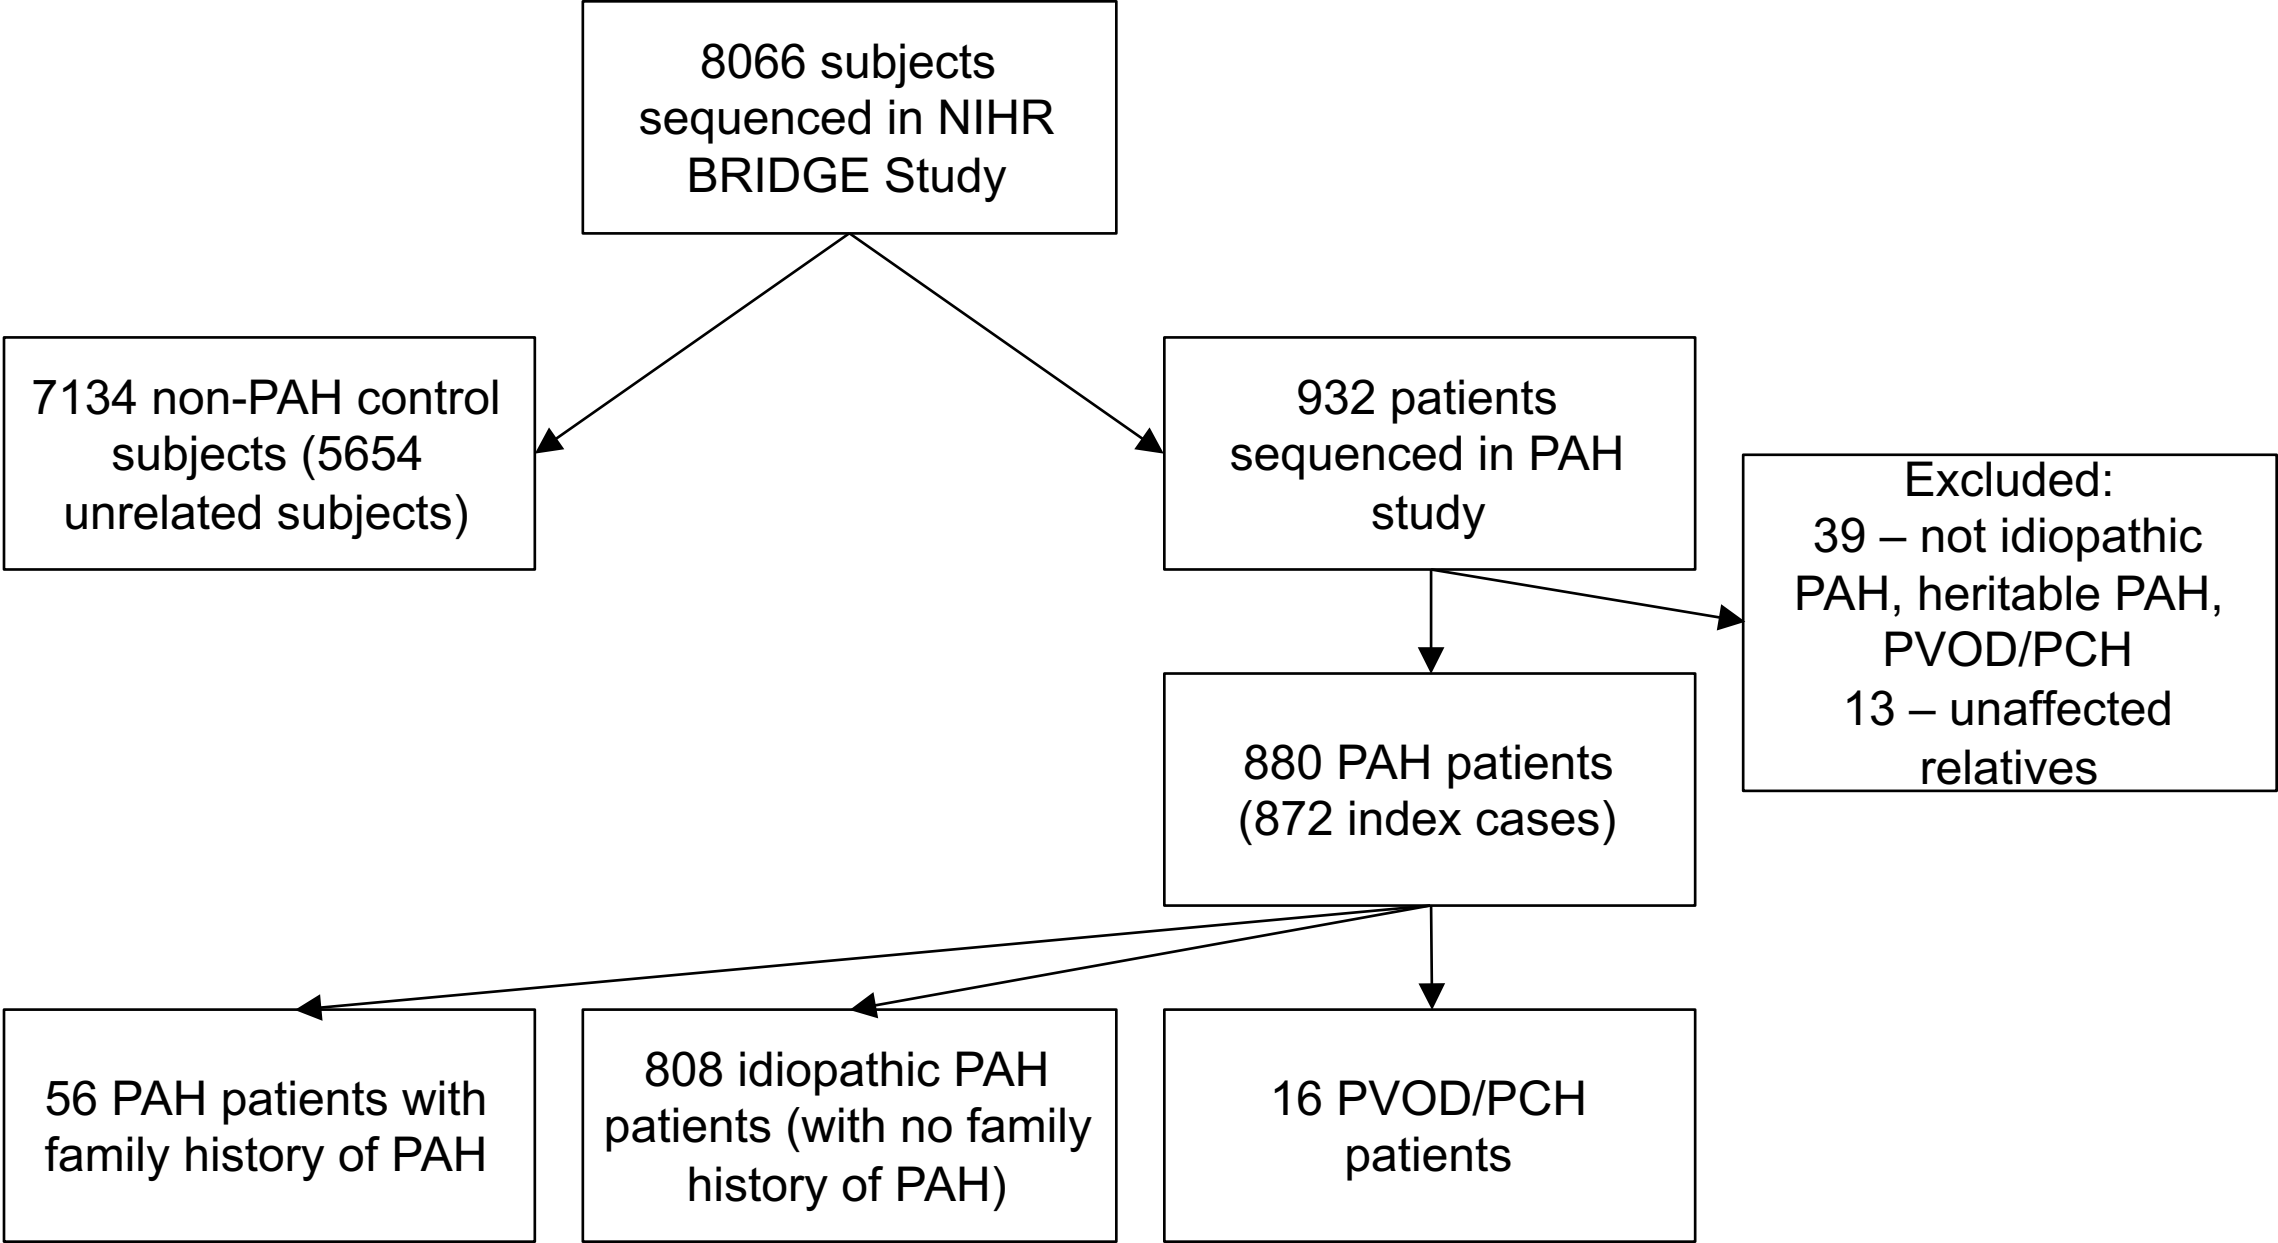 8066 subjects
sequenced in NIHR
BRIDGE Study
7134 non-PAH control
subjects (5654
unrelated subjects)
932 patients
sequenced in PAH
study
Excluded:
39 – not idiopathic
PAH, heritable PAH,
PVOD/PCH
13 – unaffected
relatives
880 PAH patients
(872 index cases)
56 PAH patients with
family history of PAH
808 idiopathic PAH
patients (with no family
history of PAH)
16 PVOD/PCH
patients